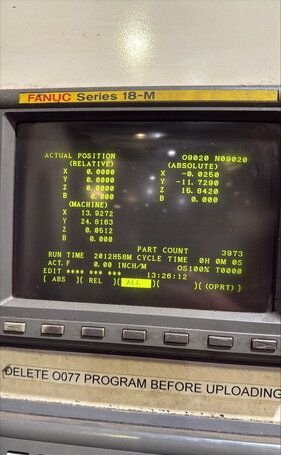 FANUC Series 18-M
ACTUAL POSITION O9020 N09020
(RELATIVE) (ABSOLUTE)
X 0.0000 X -0.0250
Y 0.0000 Y -11.7290
Z 0.0000 Z 15.8420
B 0.000 B 0.000
(MACHINE)
X 13.9272
Y 24.8163
Z 0.0512
B 0.000
PART COUNT 3973
RUN TIME 2012H58M CYCLE TIME 0H 0M 0S
ACT.F 0.00 INCH/M OS100% T0000
EDIT **** *** *** 13:26:12
[ ABS )( REL )( ALL )( )( (OPRT) ]
DELETE O077 PROGRAM BEFORE UPLOADING